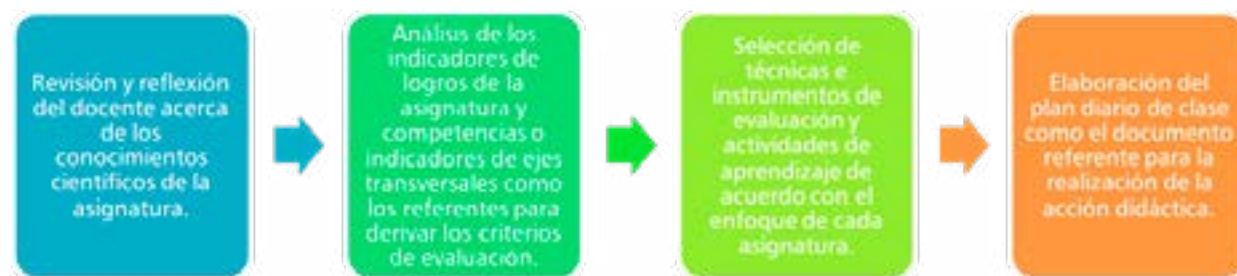 Revisión y reflexión
del docente acerca
de los
conocimientos
científicos de la
asignatura.
Análisis de los
indicadores de
logros de la
asignatura y
competencias o
indicadores de ejes
transversales como
los referentes para
derivar los criterios
de evaluación.
Selección de
técnicas e
instrumentos de
evaluación y
actividades de
aprendizaje de
acuerdo con el
enfoque de cada
asignatura.
Elaboración del
plan diario de clase
como el documento
referente para la
realización de la
acción didáctica.